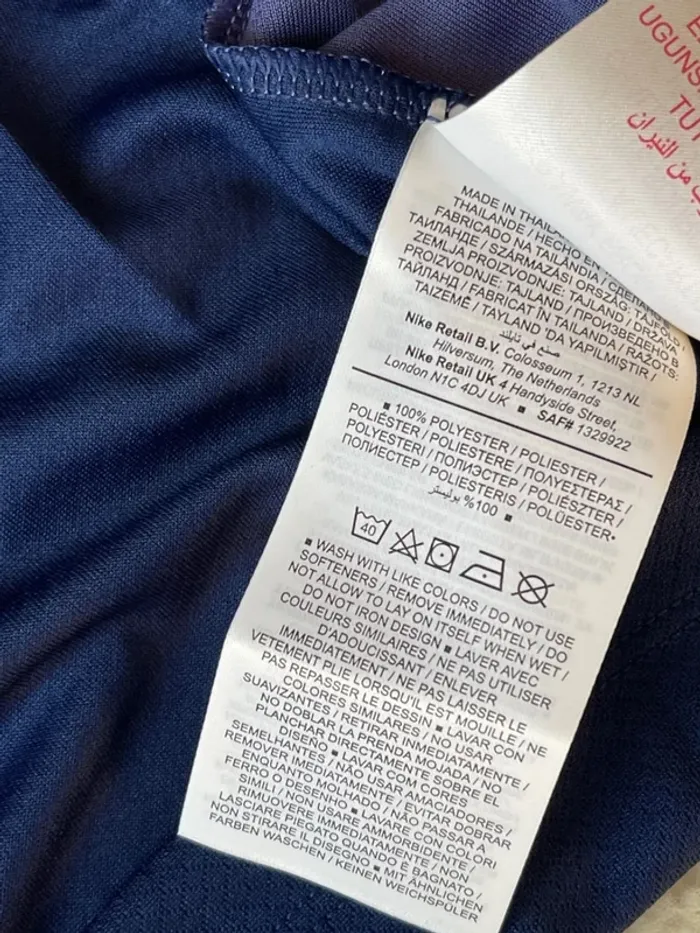 UGUNS
TU
من النيران
MADE IN
THAILANDE / HECHO EN
FABRICADO NA TAILÂNDIA /
ТАИЛАНДЕ / SZÁRMAZÁSI ORSZÁG:
ZEMLJA PROIZVODNJE: TAJLAND / DRŽAVA
PROIZVODNJE: TAJLAND / ПРОИЗВЕДЕНО В
ТАЙЛАНД / FABRICAT ÎN TAILANDA / RAŽOTS:
TAIZEMĒ / TAYLAND 'DA YAPILMIŞTIR /
صنع في تايلند
Nike Retail B.V. Colosseum 1, 1213 NL
Hilversum, The Netherlands
Nike Retail UK 4 Handyside Street,
London N1C 4DJ UK ■ SAF# 1329922
■ 100% POLYESTER / POLIESTER /
POLIÉSTER / POLIESTERE / ΠΟΛΥΕΣΤΕΡΑΣ /
POLYESTERI / ПОЛИЭСТЕР / POLIÉSZTER /
ПОЛИЕСТЕР / POLIESTERIS / POLÜESTER•
100% بوليستر ■
40
■ WASH WITH LIKE COLORS / DO NOT USE
SOFTENERS / REMOVE IMMEDIATELY / DO
NOT ALLOW TO LAY ON ITSELF WHEN WET /
DO NOT IRON DESIGN ■ LAVER AVEC
COULEURS SIMILAIRES / NE PAS UTILISER
D'ADOUCISSANT / ENLEVER
IMMEDIATEMENT / NE PAS LAISSER LE
VETEMENT PLIE LORSQU'IL EST MOUILLE / NE
PAS REPASSER LE DESSIN ■ LAVAR CON
COLORES SIMILARES / NO USAR
SUAVIZANTES / RETIRAR INMEDIATAMENTE /
NO DOBLAR LA PRENDA MOJADA / NO
PLANCHAR DIRECTAMENTE SOBRE EL
DISEÑO ■ LAVAR COM CORES
SEMELHANTES / NÃO USAR AMACIADORES /
REMOVER IMEDIATAMENTE / EVITAR DOBRAR
ENQUANTO MOLHADO / NÃO PASSAR A
FERRO O DESENHO ■ LAVARE CON COLORI
SIMILI / NON USARE AMMORBIDENTE /
RIMUOVERE IMMEDIATAMENTE / NON
LASCIARE PIEGATO QUANDO È BAGNATO /
NON STIRARE IL DISEGNO ■ MIT ÄHNLICHEN
FARBEN WASCHEN / KEINEN WEICHSPÜLER